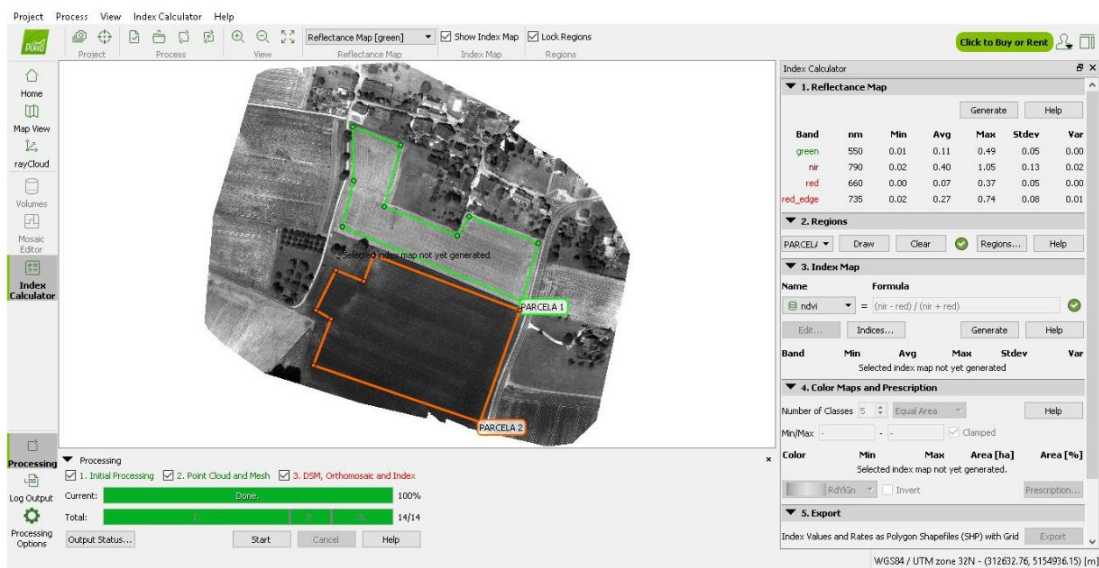 Project Process View Index Calculator Help
Reflectance Map [green] Show Index Map Lock Regions
Project Process View Reflectance Map Index Map Regions
Click to Buy or Rent
Home
Map View
rayCloud
Volumes
Mosaic
Editor
Index
Calculator
Processing
Log Output
Processing
Options
Selected index map not yet generated
PARCELA 1
PARCELA 2
Processing
1. Initial Processing 2. Point Cloud and Mesh 3. DSM, Orthomosaic and Index
Current: Done. 100%
Total: 1. 2. 3. 14/14
Output Status... Start Cancel Help
Index Calculator
1. Reflectance Map
Generate Help
Band nm Min Avg Max Stdev Var
green 550 0.01 0.11 0.49 0.05 0.00
nir 790 0.02 0.40 1.05 0.13 0.02
red 660 0.00 0.07 0.37 0.05 0.00
red_edge 735 0.02 0.27 0.74 0.08 0.01
2. Regions
Draw Clear Regions... Help
3. Index Map
Name Formula
ndvi = (nir - red) / (nir + red)
Edit... Indices... Generate Help
Band Min Avg Max Stdev Var
Selected index map not yet generated
4. Color Maps and Prescription
Number of Classes 5 Equal Area Help
Min/Max - - - Clamped
Color Min Max Area [ha] Area [%]
Selected index map not yet generated.
RdYlGn Invert Prescription...
5. Export
Index Values and Rates as Polygon Shapefiles (SHP) with Grid Export
WGS84 / UTM zone 32N - (312632.76, 5154936.15) [m]